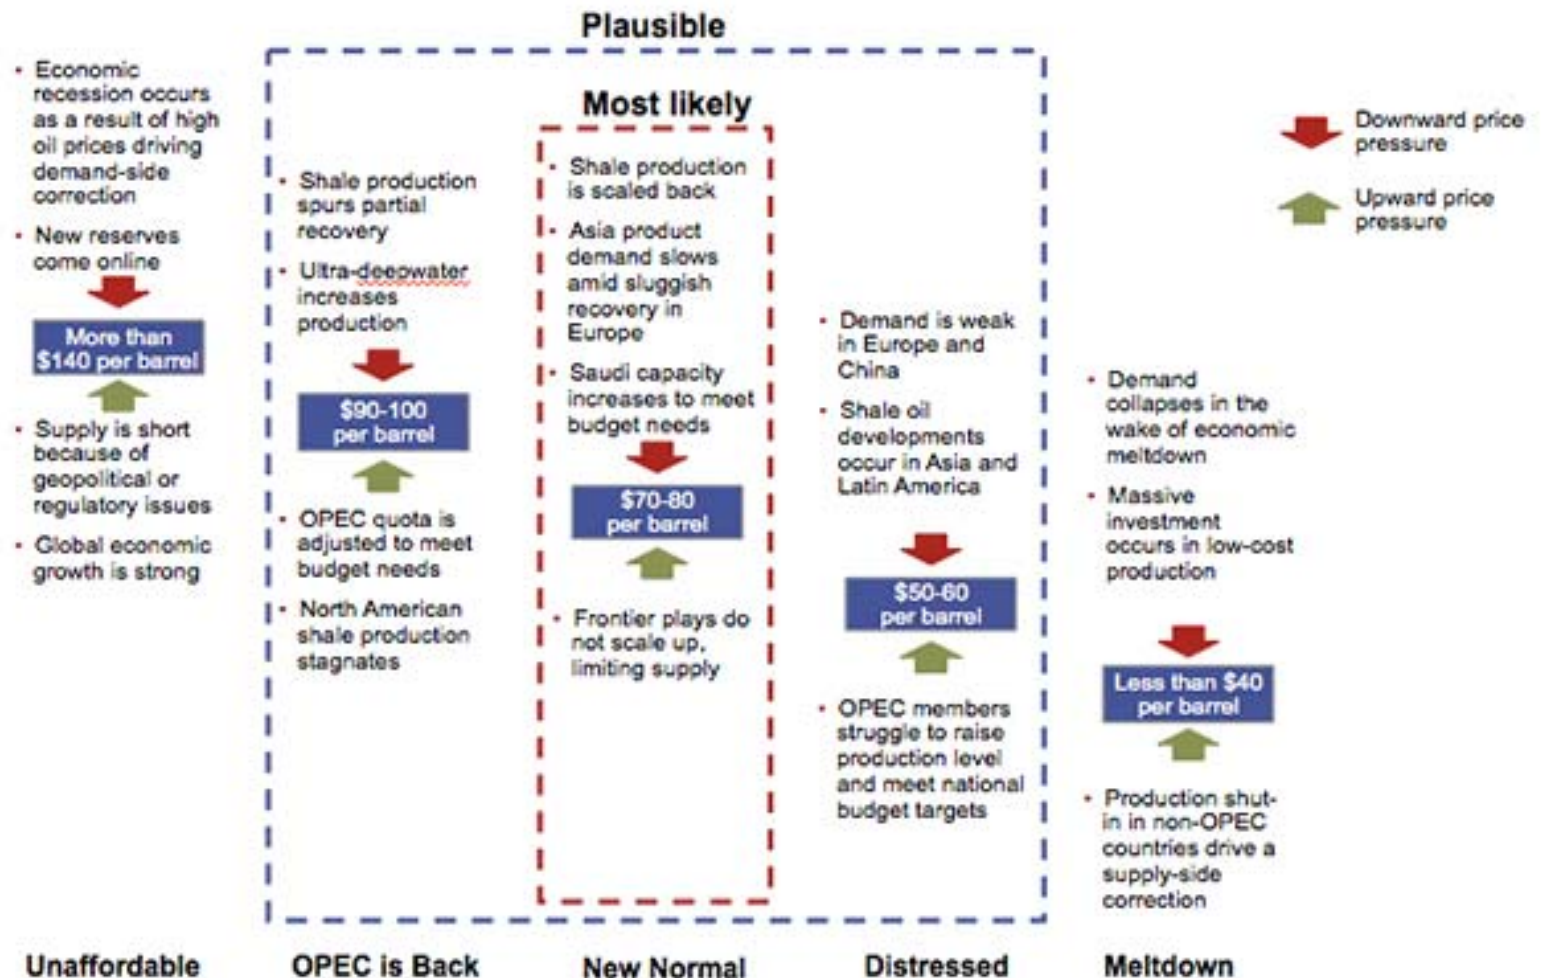 Plausible
Most likely
• Economic
recession occurs
as a result of high
oil prices driving
demand-side
correction
• New reserves
come online
More than
$140 per barrel
• Supply is short
because of
geopolitical or
regulatory issues
• Global economic
growth is strong
Unaffordable
• Shale production
spurs partial
recovery
• Ultra-deepwater
increases
production
$90-100
per barrel
• OPEC quota is
adjusted to meet
budget needs
• North American
shale production
stagnates
OPEC is Back
• Shale production
is scaled back
• Asia product
demand slows
amid sluggish
recovery in
Europe
• Saudi capacity
increases to meet
budget needs
$70-80
per barrel
• Frontier plays do
not scale up,
limiting supply
New Normal
• Demand is weak
in Europe and
China
• Shale oil
developments
occur in Asia and
Latin America
$50-60
per barrel
• OPEC members
struggle to raise
production level
and meet national
budget targets
Distressed
• Demand
collapses in the
wake of economic
meltdown
• Massive
investment
occurs in low-cost
production
Less than $40
per barrel
• Production shut-
in in non-OPEC
countries drive a
supply-side
correction
Meltdown
Downward price
pressure
Upward price
pressure